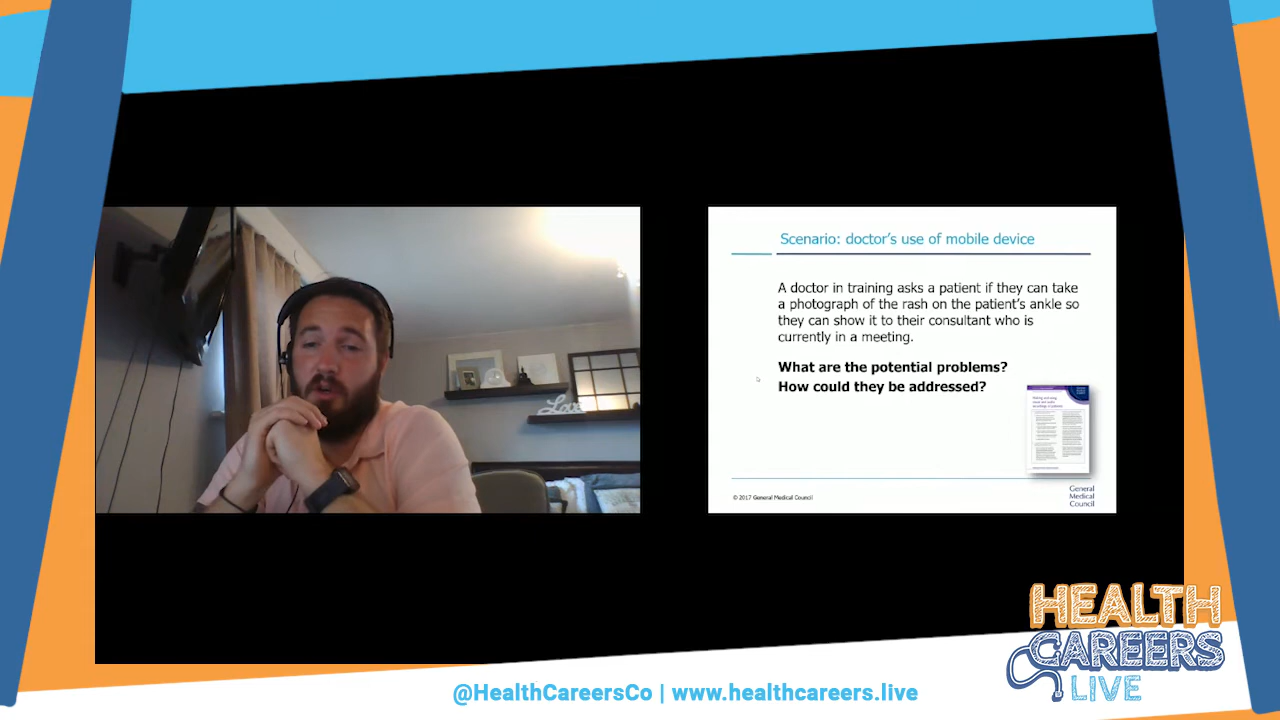 Scenario: doctor's use of mobile device
A doctor in training asks a patient if they can take
a photograph of the rash on the patient's ankle so
they can show it to their consultant who is
currently in a meeting.
What are the potential problems?
How could they be addressed?
© 2017 General Medical Council
General
Medical
Council
Love
HEALTH
CAREERS
LIVE
@HealthCareersCo | www.healthcareers.live